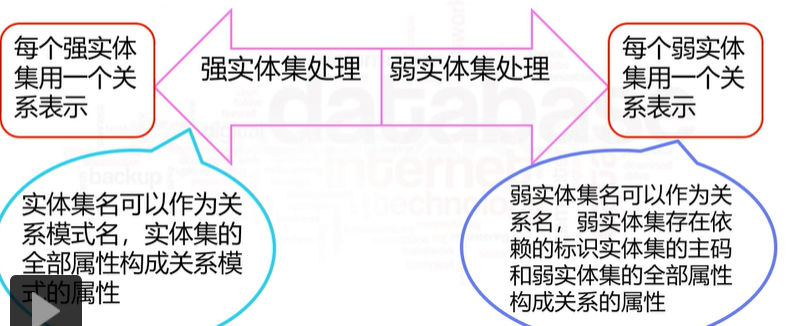 每个强实体
集用一个关
系表示
强实体集处理
弱实体集处理
每个弱实体
集用一个关
系表示
实体集名可以作为关
系模式名，实体集的
全部属性构成关系模
式的属性
弱实体集名可以作为关
系名，弱实体集存在依
赖的标识实体集的主码
和弱实体集的全部属性
构成关系的属性
database
internet
technolo
backup